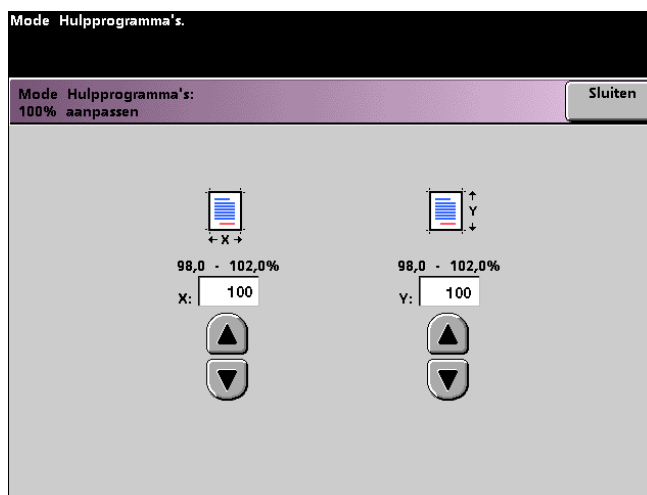 Mode Hulpprogramma's.
Mode Hulpprogramma's:
100% aanpassen
Sluiten
X
Y
98,0 - 102,0%
98,0 - 102,0%
X: 100
Y: 100